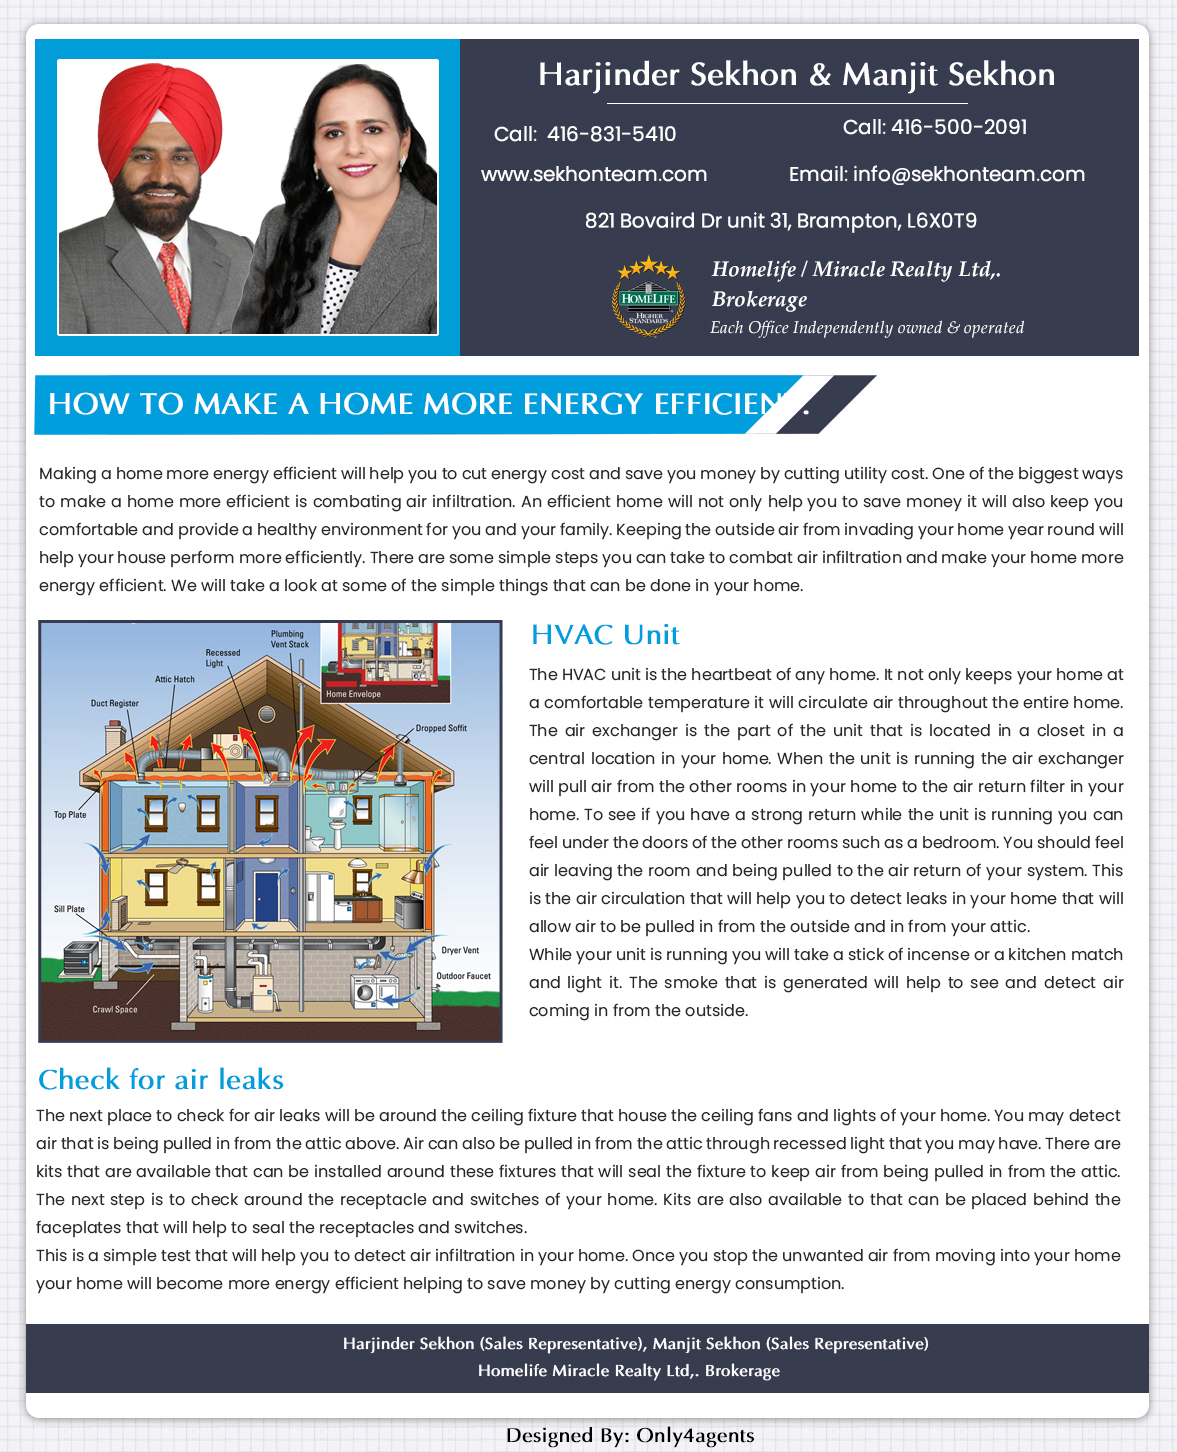 Harjinder Sekhon & Manjit Sekhon
Call: 416-831-5410
Call: 416-500-2091
www.sekhonteam.com
Email: info@sekhonteam.com
821 Bovaird Dr unit 31, Brampton, L6X0T9
HOMELIFE
HIGHER
STANDARDS
Homelife / Miracle Realty Ltd,.
Brokerage
Each Office Independently owned & operated
HOW TO MAKE A HOME MORE ENERGY EFFICIENT.
Making a home more energy efficient will help you to cut energy cost and save you money by cutting utility cost. One of the biggest ways
to make a home more efficient is combating air infiltration. An efficient home will not only help you to save money it will also keep you
comfortable and provide a healthy environment for you and your family. Keeping the outside air from invading your home year round will
help your house perform more efficiently. There are some simple steps you can take to combat air infiltration and make your home more
energy efficient. We will take a look at some of the simple things that can be done in your home.
Plumbing
Vent Stack
Recessed
Light
Attic Hatch
Duct Register
Home Envelope
Dropped Soffit
Top Plate
Sill Plate
Dryer Vent
Outdoor Faucet
Crawl Space
HVAC Unit
The HVAC unit is the heartbeat of any home. It not only keeps your home at
a comfortable temperature it will circulate air throughout the entire home.
The air exchanger is the part of the unit that is located in a closet in a
central location in your home. When the unit is running the air exchanger
will pull air from the other rooms in your home to the air return filter in your
home. To see if you have a strong return while the unit is running you can
feel under the doors of the other rooms such as a bedroom. You should feel
air leaving the room and being pulled to the air return of your system. This
is the air circulation that will help you to detect leaks in your home that will
allow air to be pulled in from the outside and in from your attic.
While your unit is running you will take a stick of incense or a kitchen match
and light it. The smoke that is generated will help to see and detect air
coming in from the outside.
Check for air leaks
The next place to check for air leaks will be around the ceiling fixture that house the ceiling fans and lights of your home. You may detect
air that is being pulled in from the attic above. Air can also be pulled in from the attic through recessed light that you may have. There are
kits that are available that can be installed around these fixtures that will seal the fixture to keep air from being pulled in from the attic.
The next step is to check around the receptacle and switches of your home. Kits are also available to that can be placed behind the
faceplates that will help to seal the receptacles and switches.
This is a simple test that will help you to detect air infiltration in your home. Once you stop the unwanted air from moving into your home
your home will become more energy efficient helping to save money by cutting energy consumption.
Harjinder Sekhon (Sales Representative), Manjit Sekhon (Sales Representative)
Homelife Miracle Realty Ltd,. Brokerage
Designed By: Only4agents